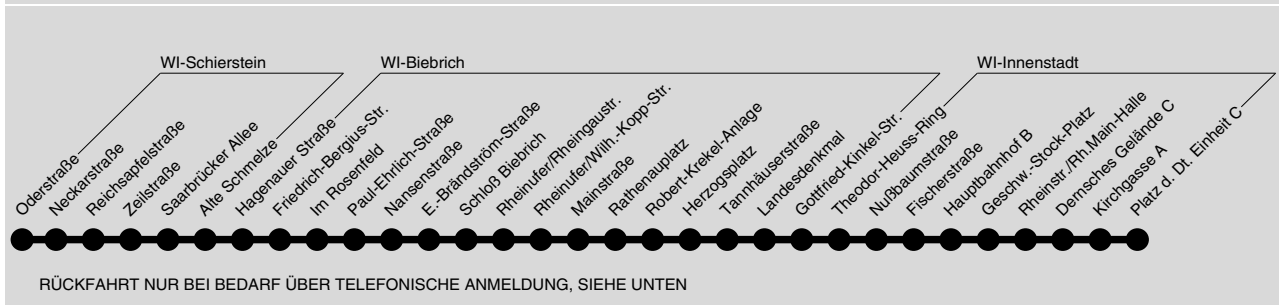 WI-Schierstein
WI-Biebrich
WI-Innenstadt
Oderstraße
Neckarstraße
Reichsapfelstraße
Zeilstraße
Saarbrücker Allee
Alte Schmelze
Hagenauer Straße
Friedrich-Bergius-Str.
Im Rosenfeld
Paul-Ehrlich-Straße
Nansenstraße
E.-Brändström-Straße
Schloß Biebrich
Rheinufer/Rheingaustr.
Rheinufer/Wilh.-Kopp-Str.
Mainstraße
Rathenauplatz
Robert-Krekel-Anlage
Herzogsplatz
Tannhäuserstraße
Landesdenkmal
Gottfried-Kinkel-Str.
Theodor-Heuss-Ring
Nußbaumstraße
Fischerstraße
Hauptbahnhof B
Geschw.-Stock-Platz
Rheinstr./Rh.Main-Halle
Dernsches Gelände C
Kirchgasse A
Platz d. Dt. Einheit C
RÜCKFAHRT NUR BEI BEDARF ÜBER TELEFONISCHE ANMELDUNG, SIEHE UNTEN